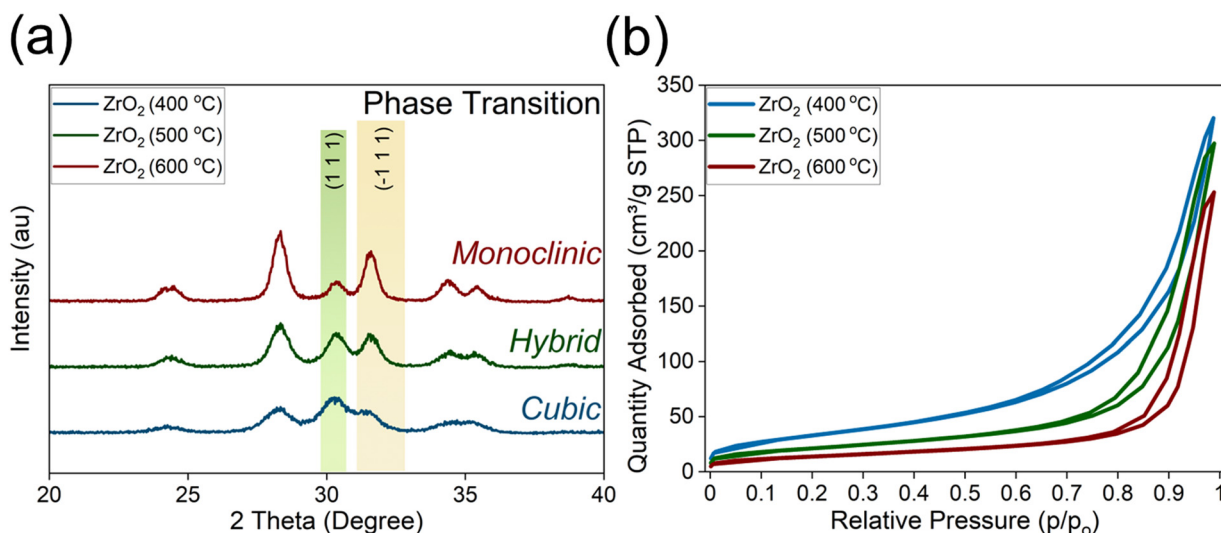 (a)
ZrO₂ (400 °C)
ZrO₂ (500 °C)
ZrO₂ (600 °C)
Phase Transition
(1 1 1)
(-1 1 1)
Monoclinic
Hybrid
Cubic
Intensity (au)
20 25 30 35 40
2 Theta (Degree)
(b)
ZrO₂ (400 °C)
ZrO₂ (500 °C)
ZrO₂ (600 °C)
Quantity Adsorbed (cm³/g STP)
350
300
250
200
150
100
50
0
0 0.1 0.2 0.3 0.4 0.5 0.6 0.7 0.8 0.9 1
Relative Pressure (p/pₒ)